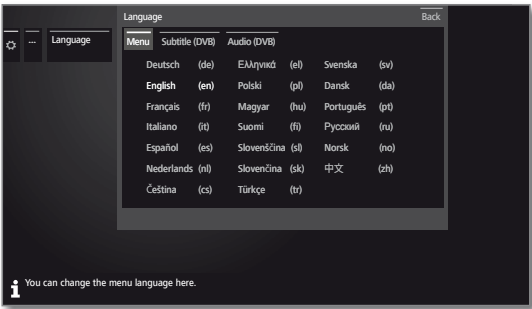 Language Back
... Language
Menu Subtitle (DVB) Audio (DVB)
Deutsch (de) Ελληνικά (el) Svenska (sv)
English (en) Polski (pl) Dansk (da)
Français (fr) Magyar (hu) Português (pt)
Italiano (it) Suomi (fi) Русский (ru)
Español (es) Slovenščina (sl) Norsk (no)
Nederlands (nl) Slovenčina (sk) 中文 (zh)
Čeština (cs) Türkçe (tr)
You can change the menu language here.